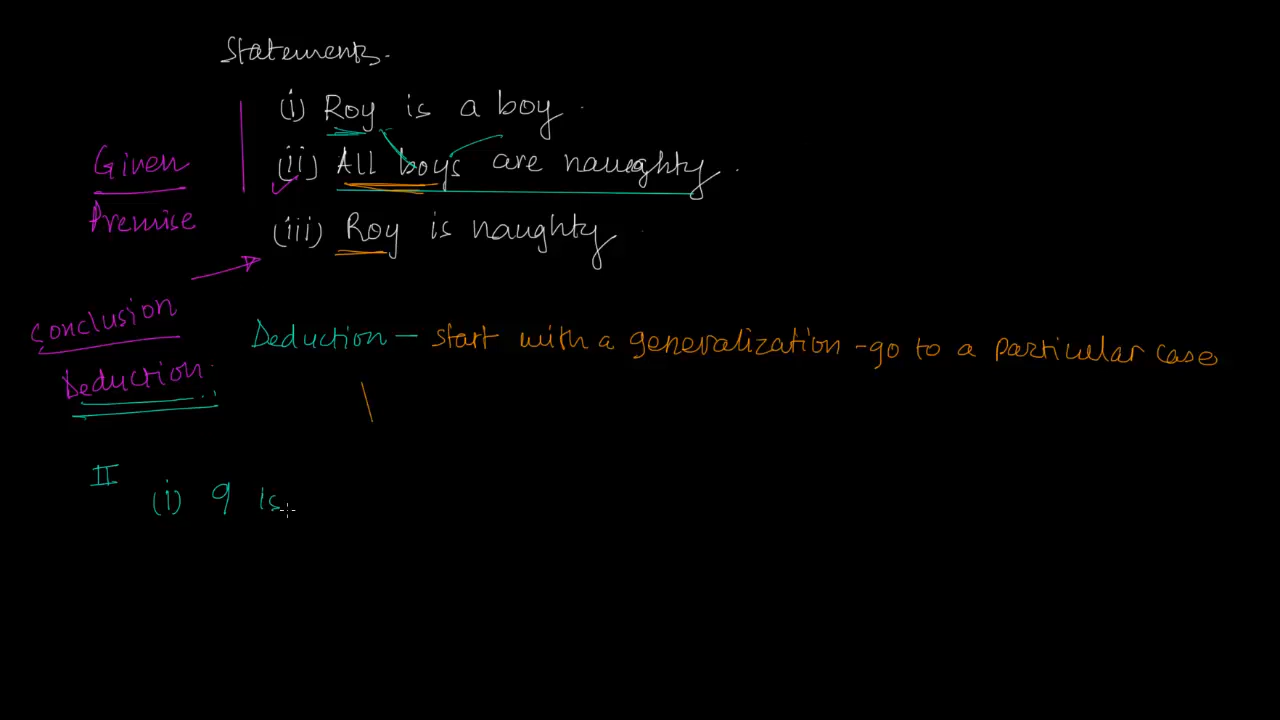 Statements.
(i) Roy is a boy.
Given
(ii) All boys are naughty.
Premise
(iii) Roy is naughty
Conclusion
Deduction – start with a generalization - go to a particular case
Deduction.
II
(i) 9 is